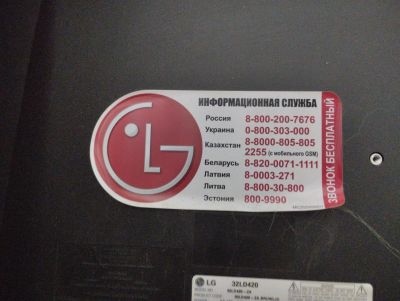 ИНФОРМАЦИОННАЯ СЛУЖБА
Россия 8-800-200-7676
Украина 0-800-303-000
Казахстан 8-8000-805-805
2255 (с мобильного GSM)
Беларусь 8-820-0071-1111
Латвия 8-0003-271
Литва 8-800-30-800
Эстония 800-9990
ЗВОНОК БЕСПЛАТНЫЙ
LG
LG 32LD420